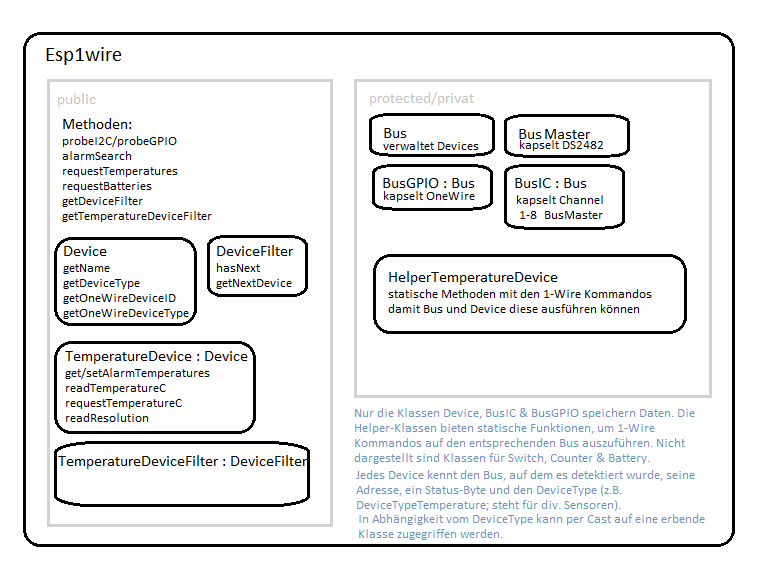 Esp1wire
public
Methoden:
probeI2C/probeGPIO
alarmSearch
requestTemperatures
requestBatteries
getDeviceFilter
getTemperatureDeviceFilter
Device
getName
getDeviceType
getOneWireDeviceID
getOneWireDeviceType
DeviceFilter
hasNext
getNextDevice
TemperatureDevice : Device
get/setAlarmTemperatures
readTemperatureC
requestTemperatureC
readResolution
TemperatureDeviceFilter : DeviceFilter
protected/privat
Bus
verwaltet Devices
Bus Master
kapselt DS2482
BusGPIO : Bus
kapselt OneWire
BusIC : Bus
kapselt Channel
1-8 BusMaster
HelperTemperatureDevice
statische Methoden mit den 1-Wire Kommandos
damit Bus und Device diese ausführen können
Nur die Klassen Device, BusIC & BusGPIO speichern Daten. Die
Helper-Klassen bieten statische Funktionen, um 1-Wire
Kommandos auf den entsprechenden Bus auszuführen. Nicht
dargestellt sind Klassen für Switch, Counter & Battery.
Jedes Device kennt den Bus, auf dem es detektiert wurde, seine
Adresse, ein Status-Byte und den DeviceType (z.B.
DeviceTypeTemperature; steht für div. Sensoren).
In Abhängigkeit vom DeviceType kann per Cast auf eine erbende
Klasse zugegriffen werden.